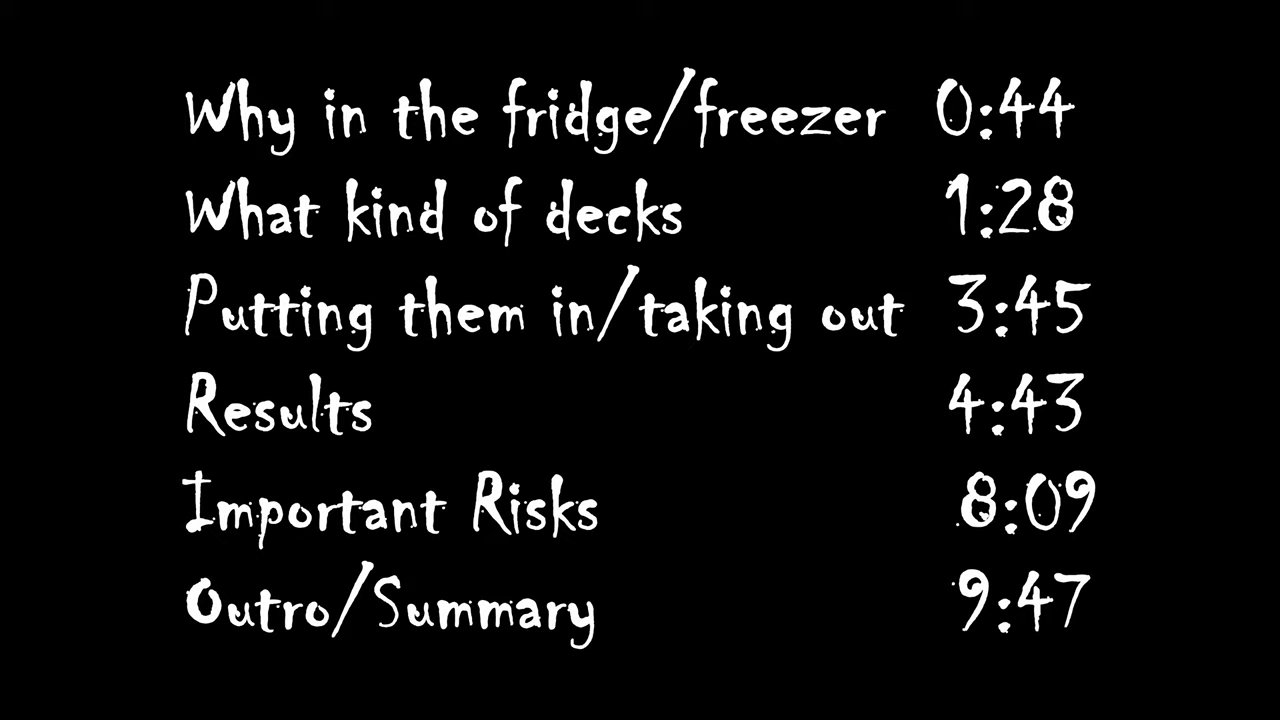 Why in the fridge/freezer 0:44
What kind of decks 1:28
Putting them in/taking out 3:45
Results 4:43
Important Risks 8:09
Outro/Summary 9:47